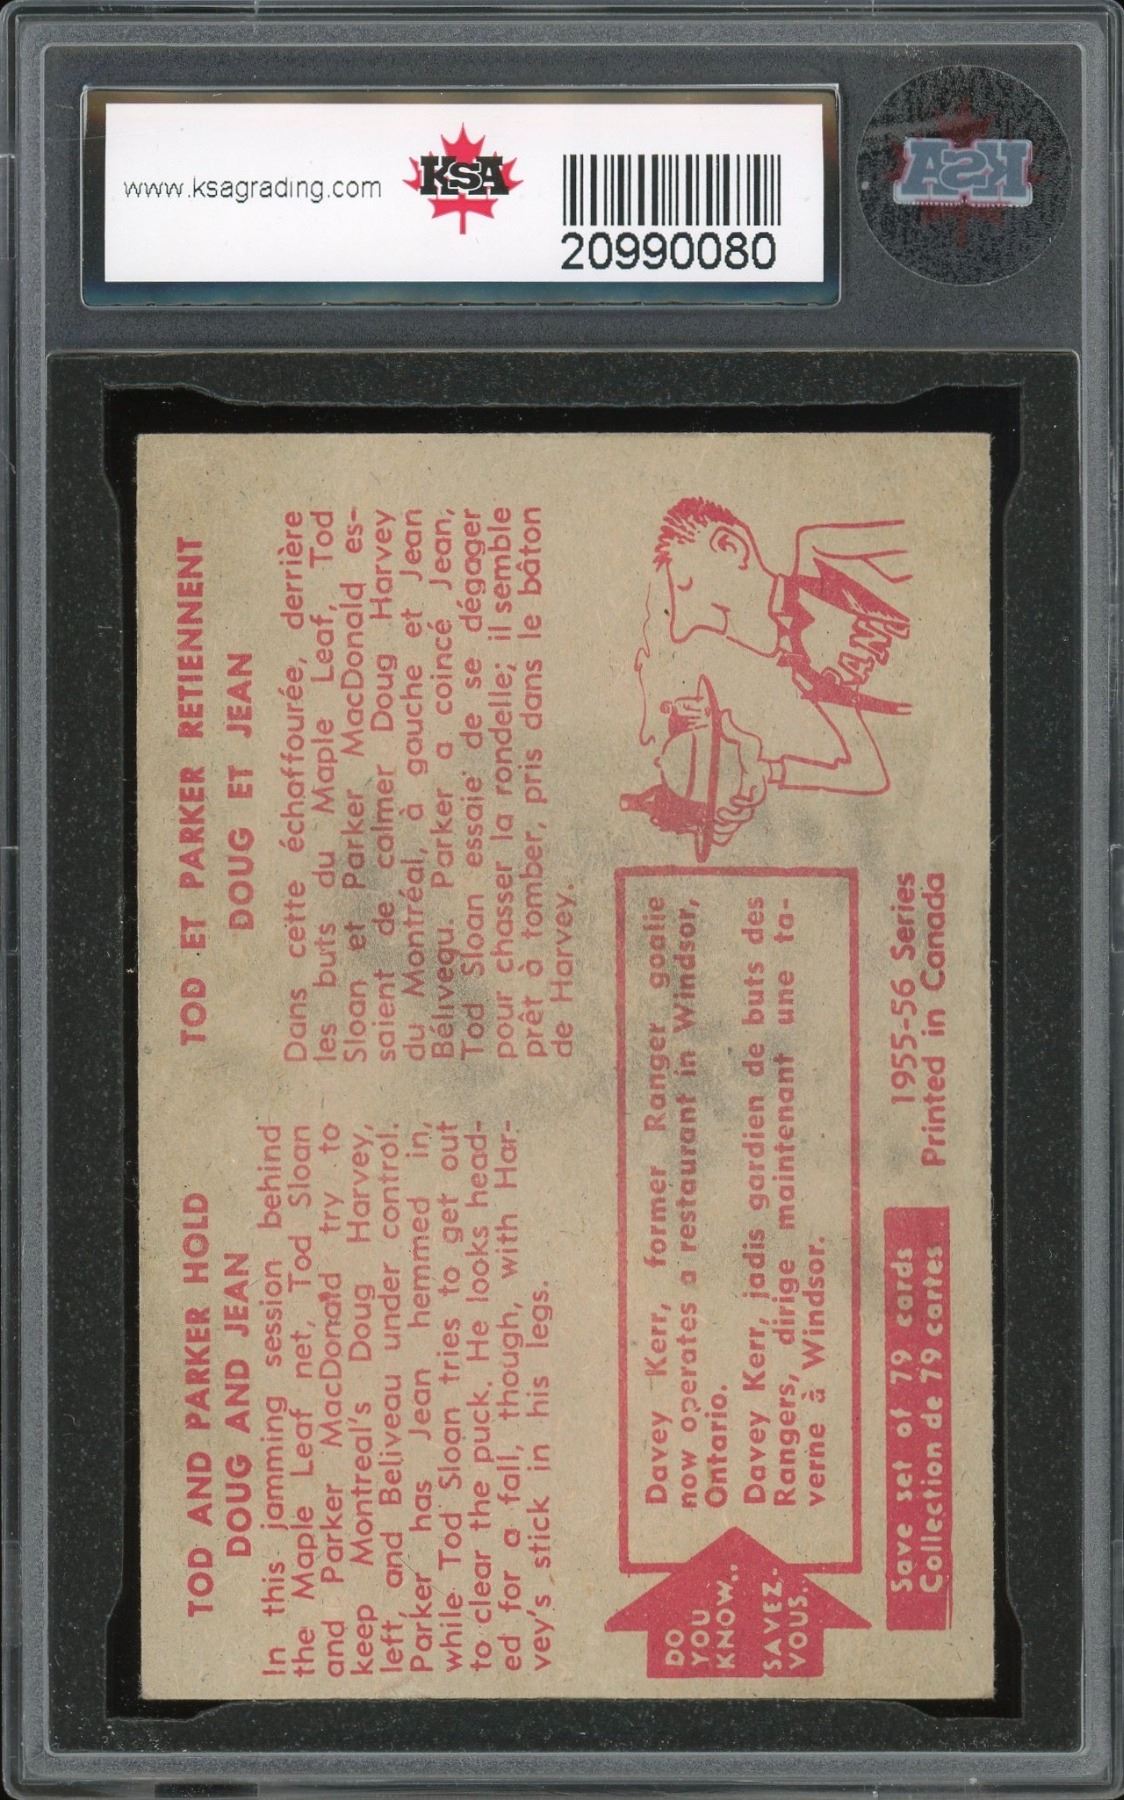 www.ksagrading.com
KSA
20990080
KSA
TOD AND PARKER HOLD
DOUG AND JEAN
In this jamming session behind
the Maple Leaf net, Tod Sloan
and Parker MacDonald try to
keep Montreal's Doug Harvey,
left, and Beliveau under control.
Parker has Jean hemmed in,
while Tod Sloan tries to get out
to clear the puck. He looks head-
ed for a fall, though, with Har-
vey's stick in his legs.
TOD ET PARKER RETIENNENT
DOUG ET JEAN
Dans cette échaffourée, derrière
les buts du Maple Leaf, Tod
Sloan et Parker MacDonald es-
saient de calmer Doug Harvey
du Montréal, à gauche et Jean
Béliveau. Parker a coincé Jean,
Tod Sloan essaie de se dégager
pour chasser la rondelle; il semble
prêt à tomber, pris dans le bâton
de Harvey.
DO
YOU
KNOW..
SAVEZ-
VOUS..
Davey Kerr, former Ranger goalie
now operates a restaurant in Windsor,
Ontario.
Davey Kerr, jadis gardien de buts des
Rangers, dirige maintenant une ta-
verne à Windsor.
Save set of 79 cards
Collection de 79 cartes
1955-56 Series
Printed in Canada